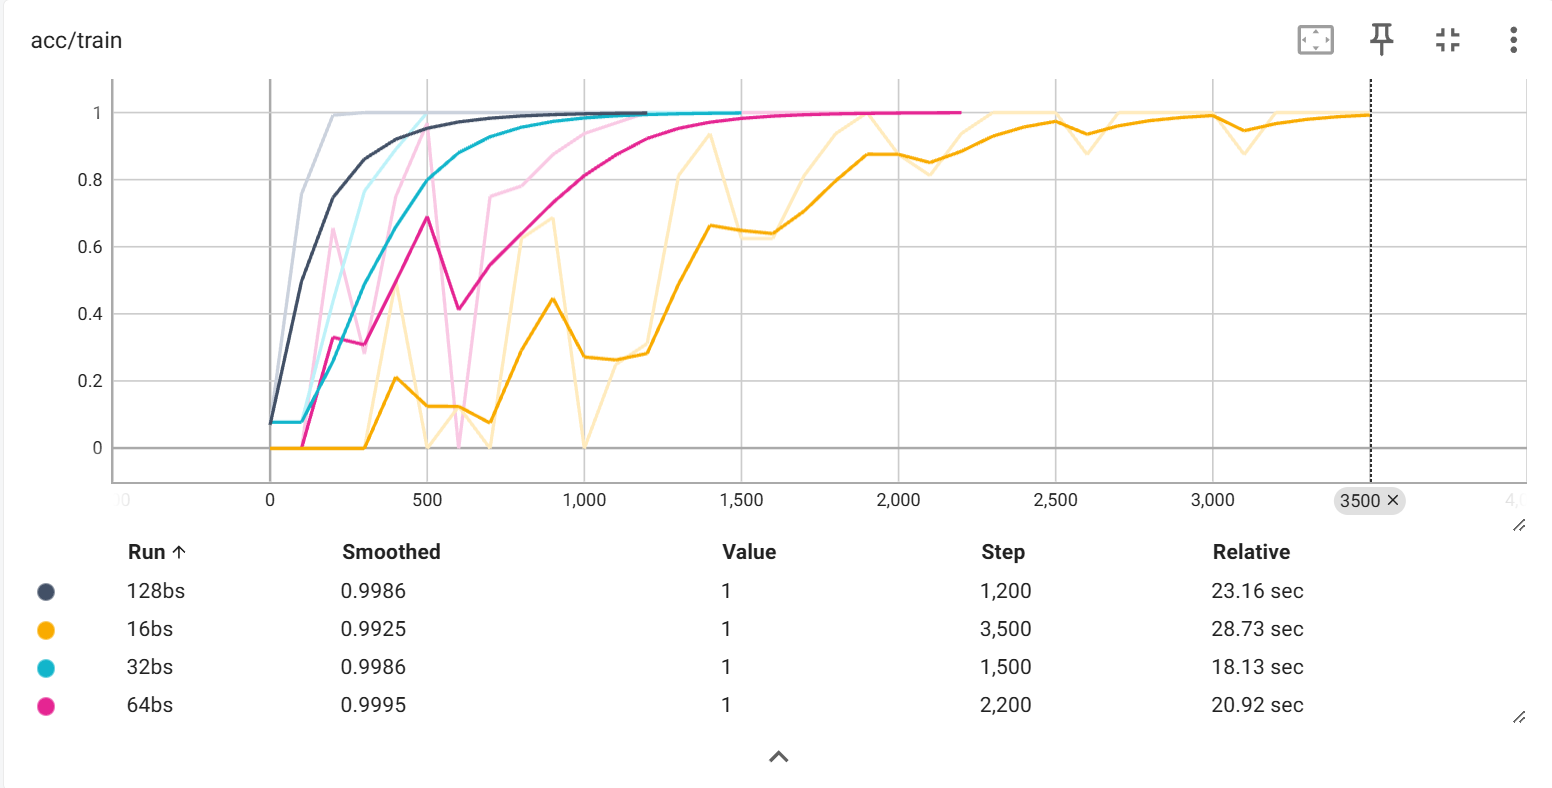 acc/train
1
0.8
0.6
0.4
0.2
0
0 500 1,000 1,500 2,000 2,500 3,000 3500 ×
Run ↑ Smoothed Value Step Relative
128bs 0.9986 1 1,200 23.16 sec
16bs 0.9925 1 3,500 28.73 sec
32bs 0.9986 1 1,500 18.13 sec
64bs 0.9995 1 2,200 20.92 sec